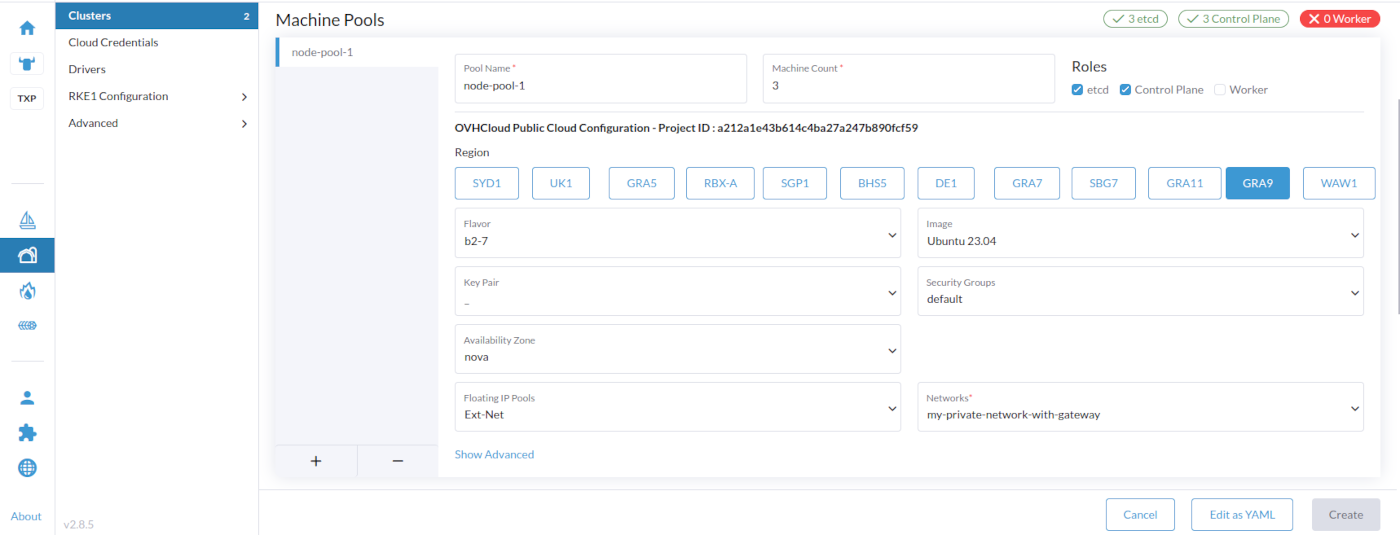 Clusters 2
Cloud Credentials
Drivers
RKE1 Configuration
Advanced
TXP
About
v2.8.5
Machine Pools
3 etcd
3 Control Plane
0 Worker
node-pool-1
+
−
Pool Name *
node-pool-1
Machine Count *
3
Roles
etcd Control Plane Worker
OVHCloud Public Cloud Configuration - Project ID : a212a1e43b614c4ba27a247b890fcf59
Region
SYD1 UK1 GRA5 RBX-A SGP1 BHS5 DE1 GRA7 SBG7 GRA11 GRA9 WAW1
Flavor
b2-7
Image
Ubuntu 23.04
Key Pair
_
Security Groups
default
Availability Zone
nova
Floating IP Pools
Ext-Net
Networks*
my-private-network-with-gateway
Show Advanced
Cancel
Edit as YAML
Create